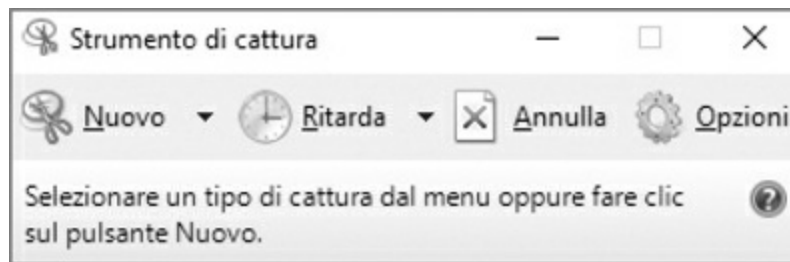 Strumento di cattura
Nuovo Ritarda Annulla Opzioni
Selezionare un tipo di cattura dal menu oppure fare clic
sul pulsante Nuovo.